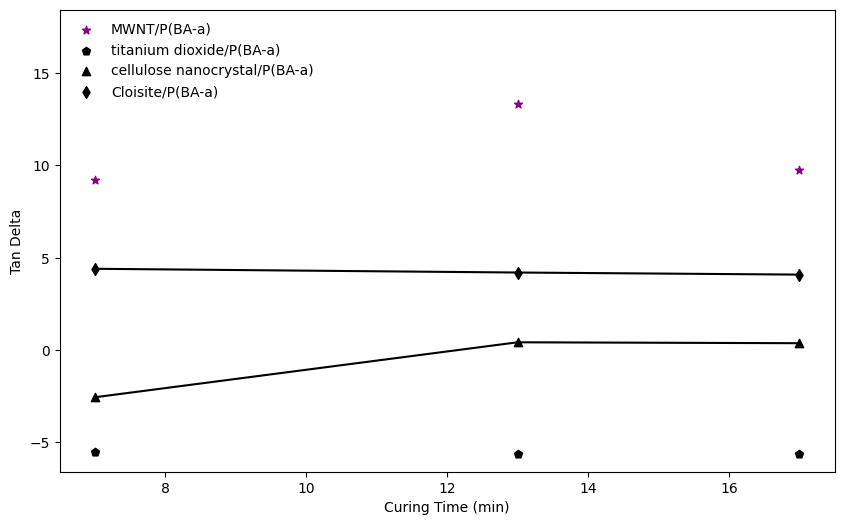 MWNT/P(BA-a)
titanium dioxide/P(BA-a)
cellulose nanocrystal/P(BA-a)
Cloisite/P(BA-a)
15
10
5
0
−5
Tan Delta
8
10
12
14
16
Curing Time (min)